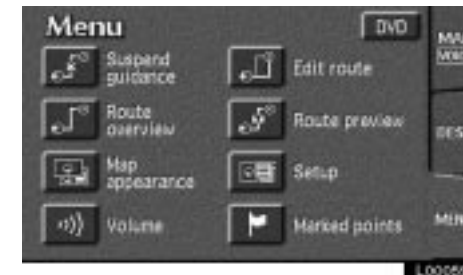 Menu
DVD
Suspend
guidance
Edit route
Route
overview
Route preview
Map
appearance
Setup
Volume
Marked points